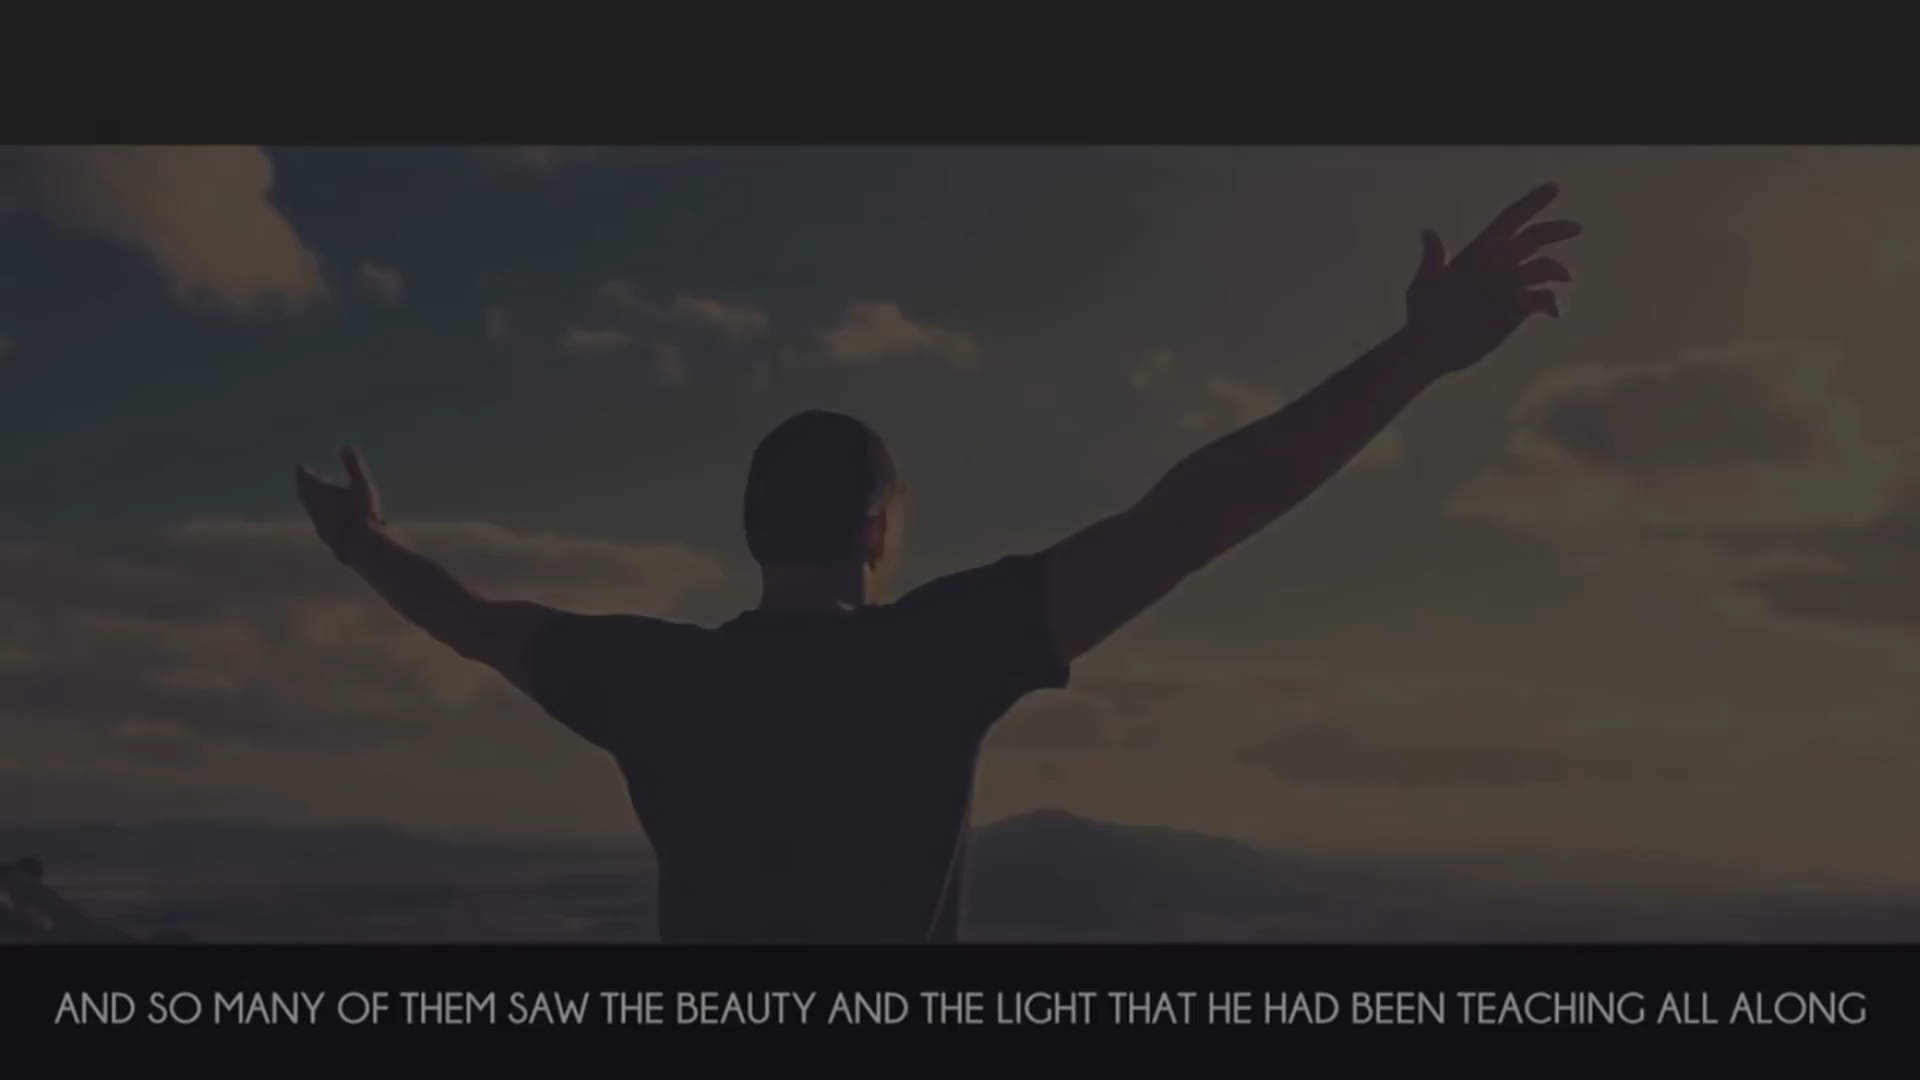 AND SO MANY OF THEM SAW THE BEAUTY AND THE LIGHT THAT HE HAD BEEN TEACHING ALL ALONG